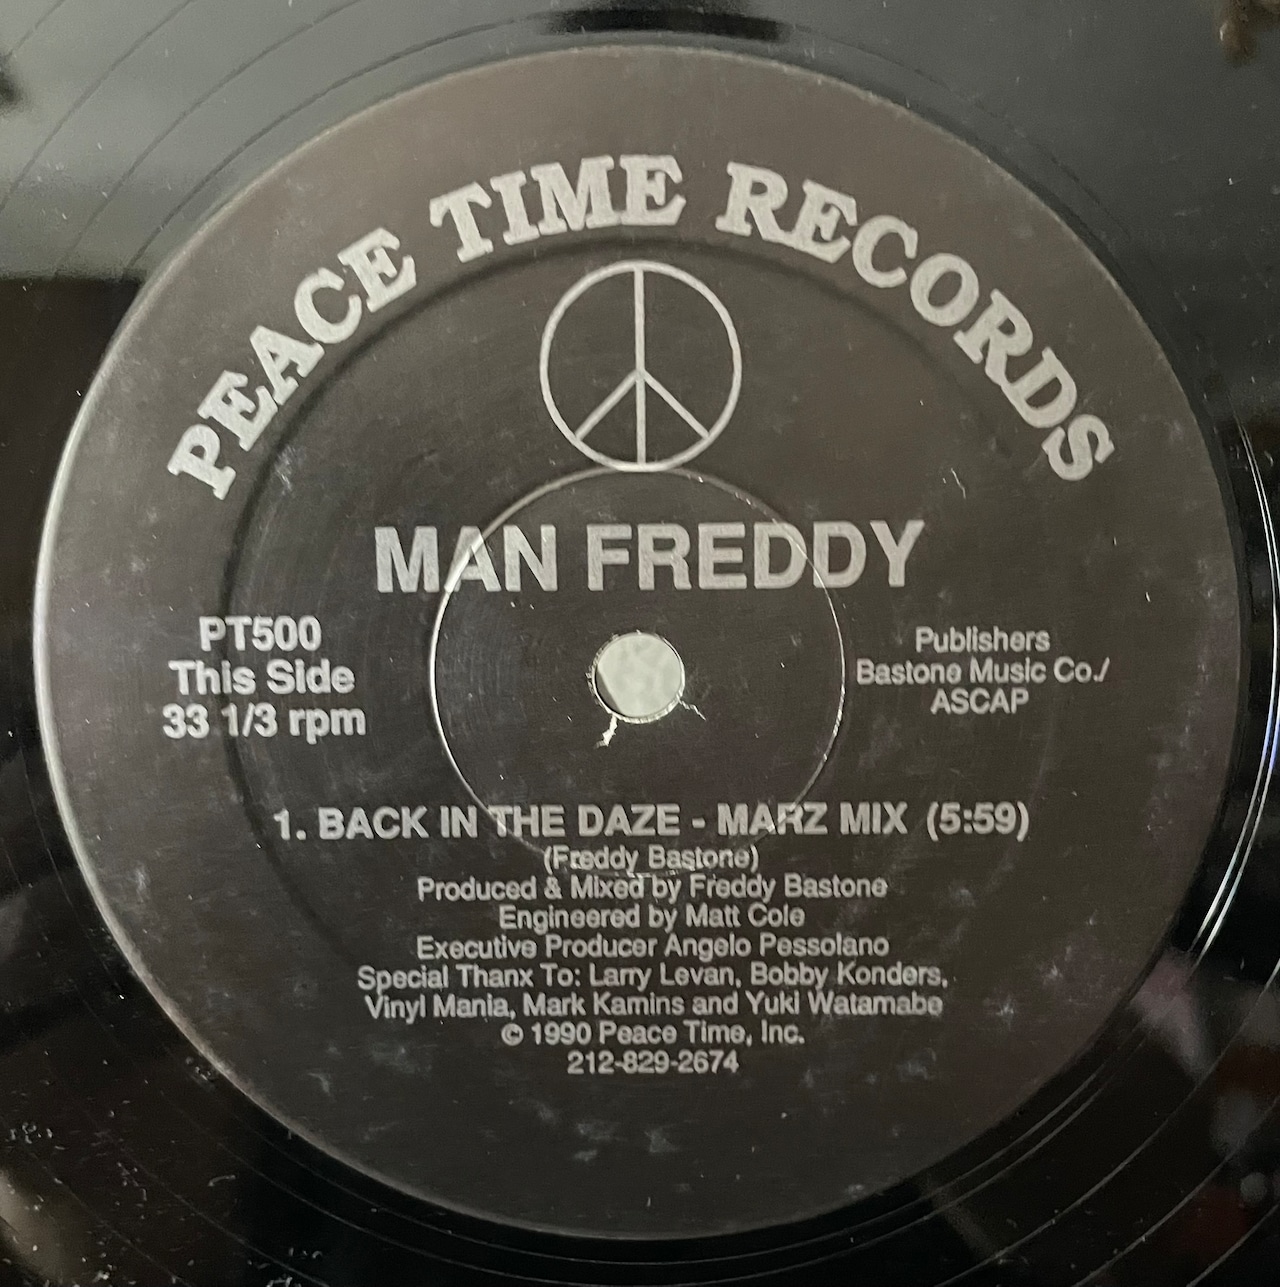 PEACE TIME RECORDS
MAN FREDDY
PT500
This Side
33 1/3 rpm
Publishers
Bastone Music Co./
ASCAP
1. BACK IN THE DAZE - MARZ MIX (5:59)
(Freddy Bastone)
Produced & Mixed by Freddy Bastone
Engineered by Matt Cole
Executive Producer Angelo Pessolano
Special Thanx To: Larry Levan, Bobby Konders,
Vinyl Mania, Mark Kamins and Yuki Watamabe
© 1990 Peace Time, Inc.
212-829-2674